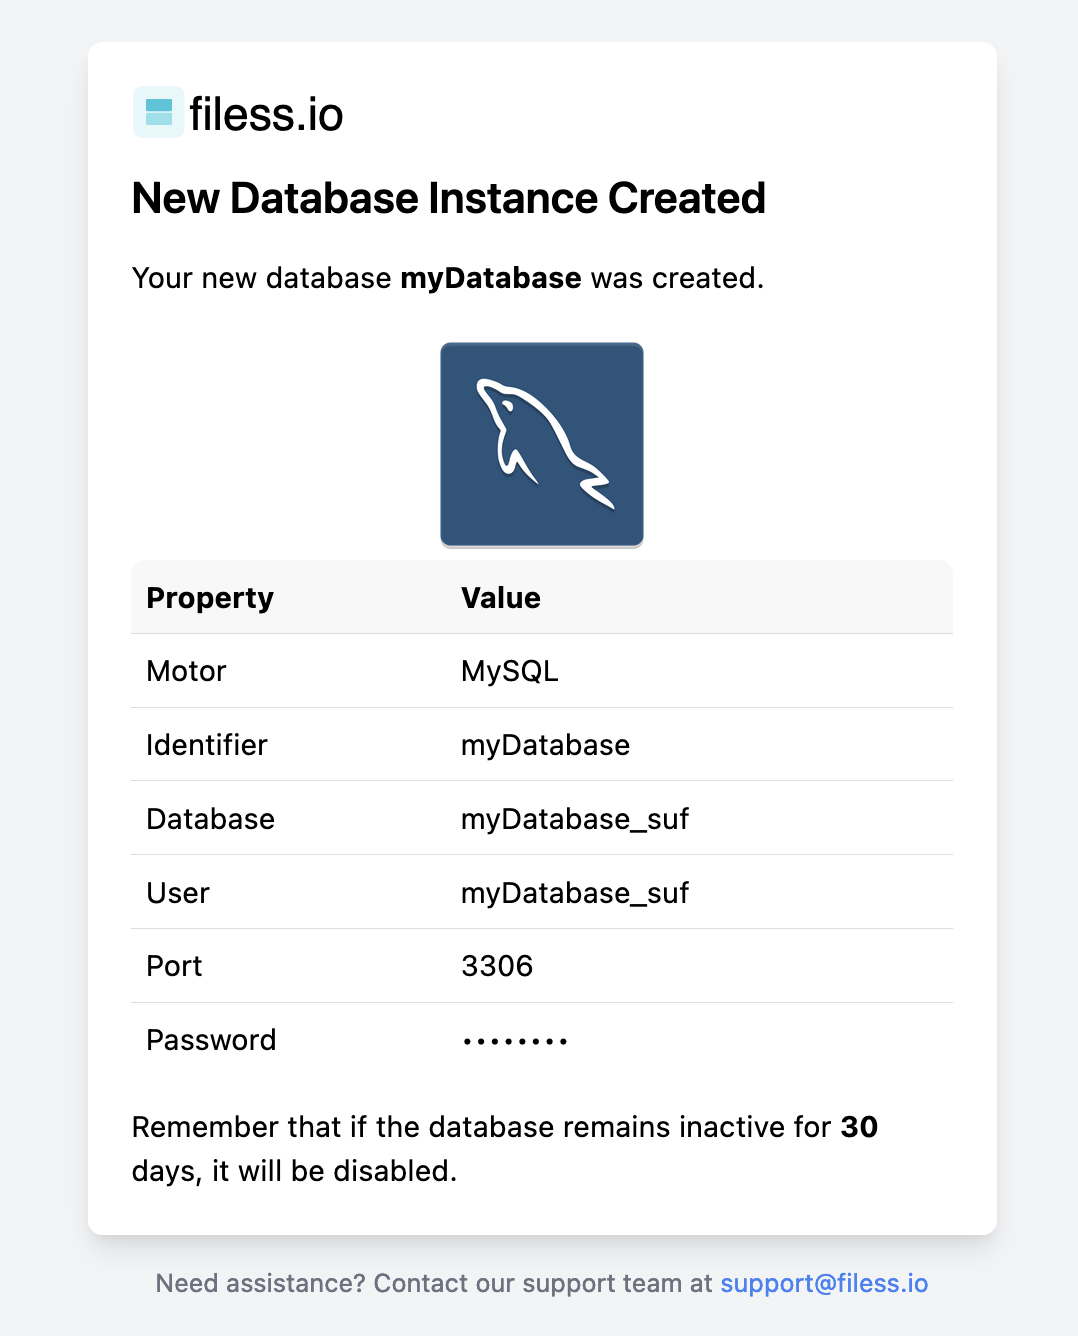 filess.io
New Database Instance Created
Your new database myDatabase was created.
Property Value
Motor MySQL
Identifier myDatabase
Database myDatabase_suf
User myDatabase_suf
Port 3306
Password ••••••••
Remember that if the database remains inactive for 30
days, it will be disabled.
Need assistance? Contact our support team at support@filess.io